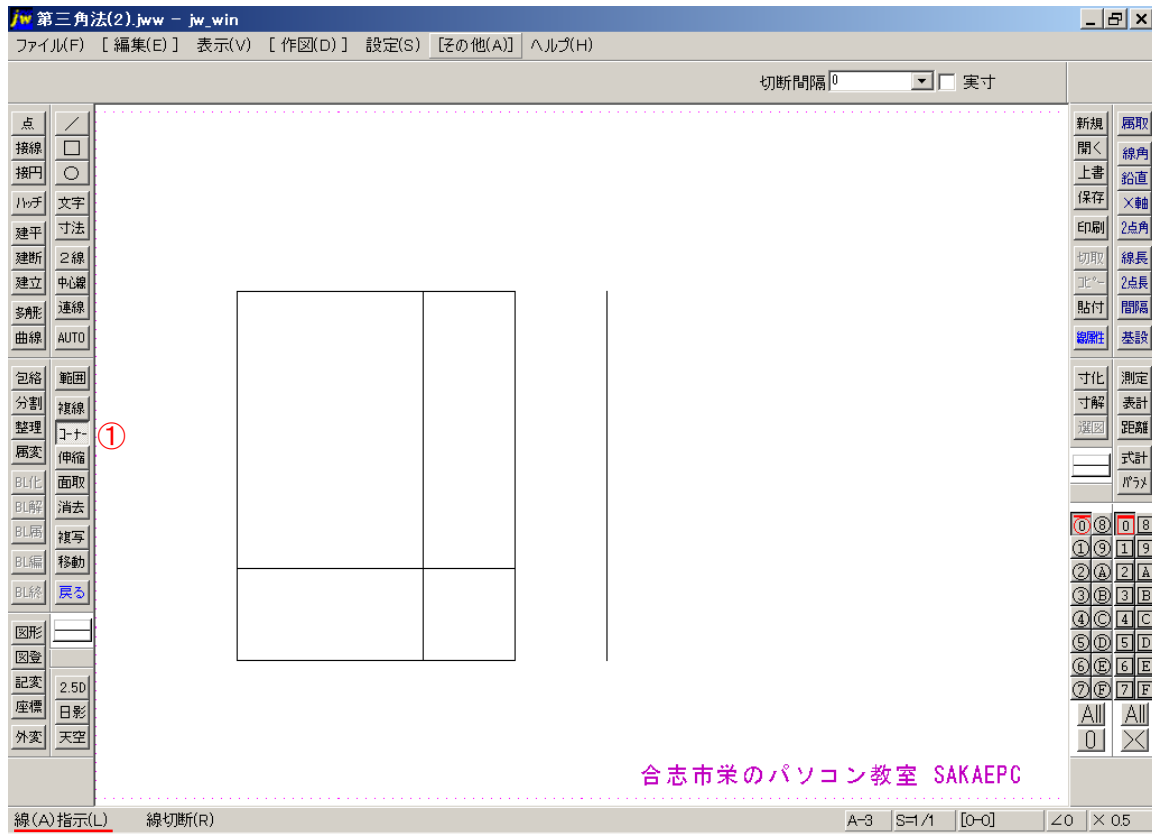 jw 第三角法(2).jww - jw_win
ファイル(F) [ 編集(E) ] 表示(V) [ 作図(D) ] 設定(S) [その他(A)] ヘルプ(H)
切断間隔 0 実寸
点
接線
接円
ハッチ
建平
建断
建立
多角形
曲線
包絡
分割
整理
属変
BL化
BL解
BL属
BL編
BL終
図形
図登
記変
座標
外変
文字
寸法
2線
中心線
連線
AUTO
範囲
複線
コーナー
伸縮
面取
消去
複写
移動
戻る
2.5D
日影
天空
①
合志市栄のパソコン教室 SAKAEPC
新規
開く
上書
保存
印刷
切取
コピー
貼付
線属性
寸化
寸解
選図
属取
線角
鉛直
×軸
2点角
線長
2点長
間隔
基設
測定
表計
距離
式計
パラメ
0 8 0 8
1 9 1 9
2 A 2 A
3 B 3 B
4 C 4 C
5 D 5 D
6 E 6 E
7 F 7 F
All All
0 ×
線(A)指示(L) 線切断(R) A-3 S=1/1 [0-0] ∠0 × 0.5